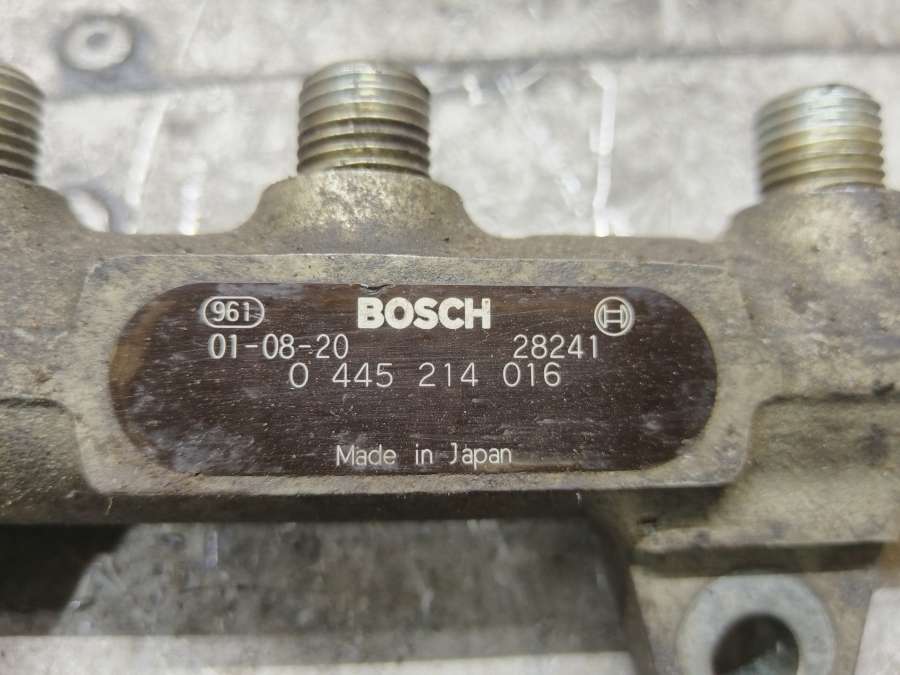 961 BOSCH
01-08-20 28241
0 445 214 016
Made in Japan